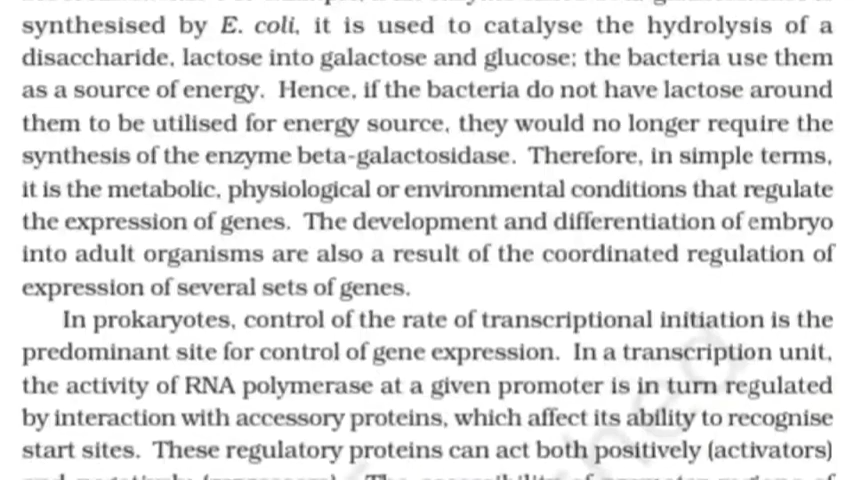 synthesised by E. coli, it is used to catalyse the hydrolysis of a
disaccharide, lactose into galactose and glucose; the bacteria use them
as a source of energy. Hence, if the bacteria do not have lactose around
them to be utilised for energy source, they would no longer require the
synthesis of the enzyme beta-galactosidase. Therefore, in simple terms,
it is the metabolic, physiological or environmental conditions that regulate
the expression of genes. The development and differentiation of embryo
into adult organisms are also a result of the coordinated regulation of
expression of several sets of genes.
In prokaryotes, control of the rate of transcriptional initiation is the
predominant site for control of gene expression. In a transcription unit,
the activity of RNA polymerase at a given promoter is in turn regulated
by interaction with accessory proteins, which affect its ability to recognise
start sites. These regulatory proteins can act both positively (activators)